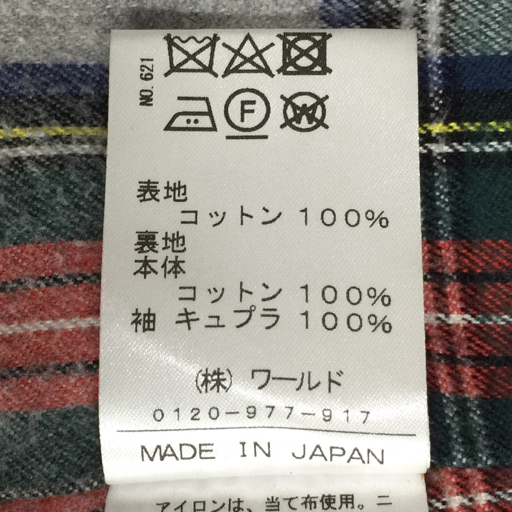 NO.621
F
W
表地
コットン 100%
裏地
本体
コットン 100%
袖 キュプラ 100%
(株) ワールド
0120-977-917
MADE IN JAPAN
アイロンは、当て布使用。ニ